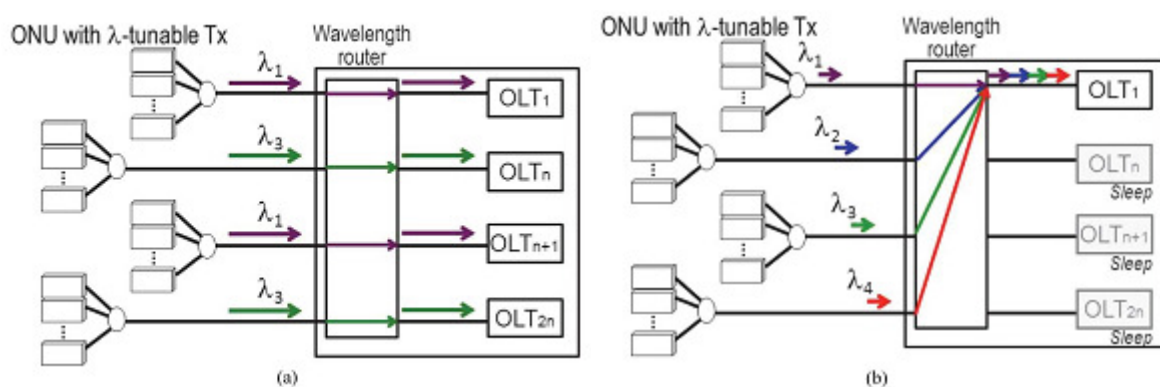 ONU with λ-tunable Tx
Wavelength
router
λ1
OLT1
λ3
OLTn
λ1
OLTn+1
λ3
OLT2n
(a)
ONU with λ-tunable Tx
Wavelength
router
λ1
OLT1
λ2
OLTn
Sleep
λ3
OLTn+1
Sleep
λ4
OLT2n
Sleep
(b)